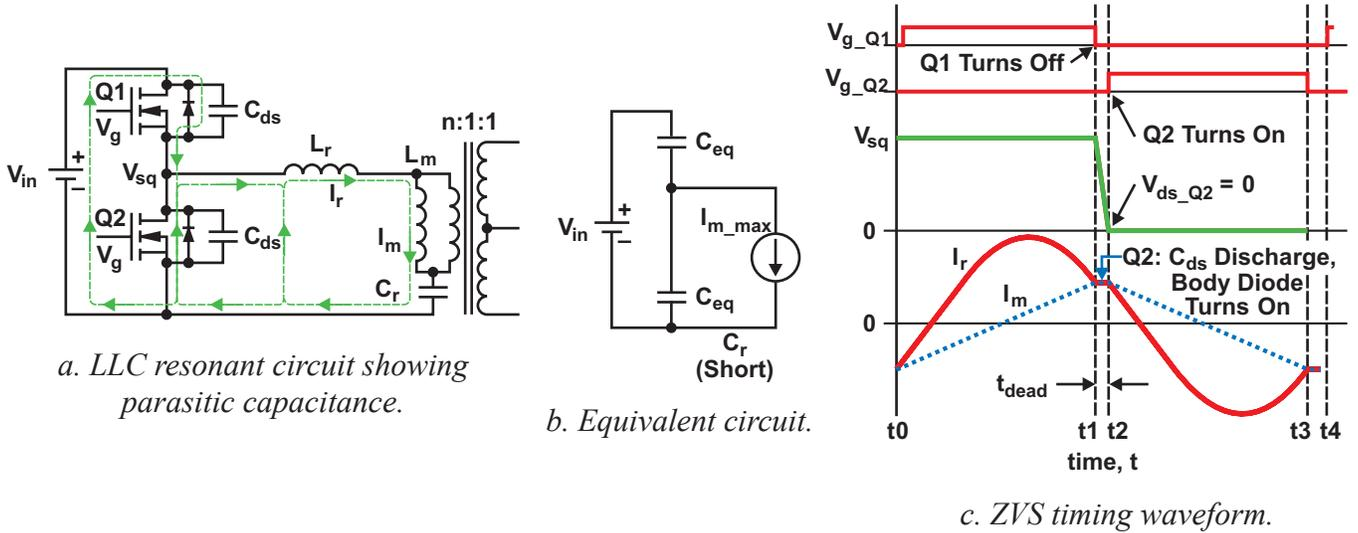 Q1
V_g
C_ds
V_in
+
–
V_sq
L_r
I_r
L_m
n:1:1
Q2
V_g
C_ds
I_m
C_r
a. LLC resonant circuit showing
parasitic capacitance.
V_in
+
–
C_eq
I_m_max
C_eq
C_r
(Short)
b. Equivalent circuit.
V_g_Q1
Q1 Turns Off
V_g_Q2
Q2 Turns On
V_sq
V_ds_Q2 = 0
0
I_r
Q2: C_ds Discharge,
Body Diode
Turns On
I_m
0
t_dead
t0
t1
t2
t3
t4
time, t
c. ZVS timing waveform.